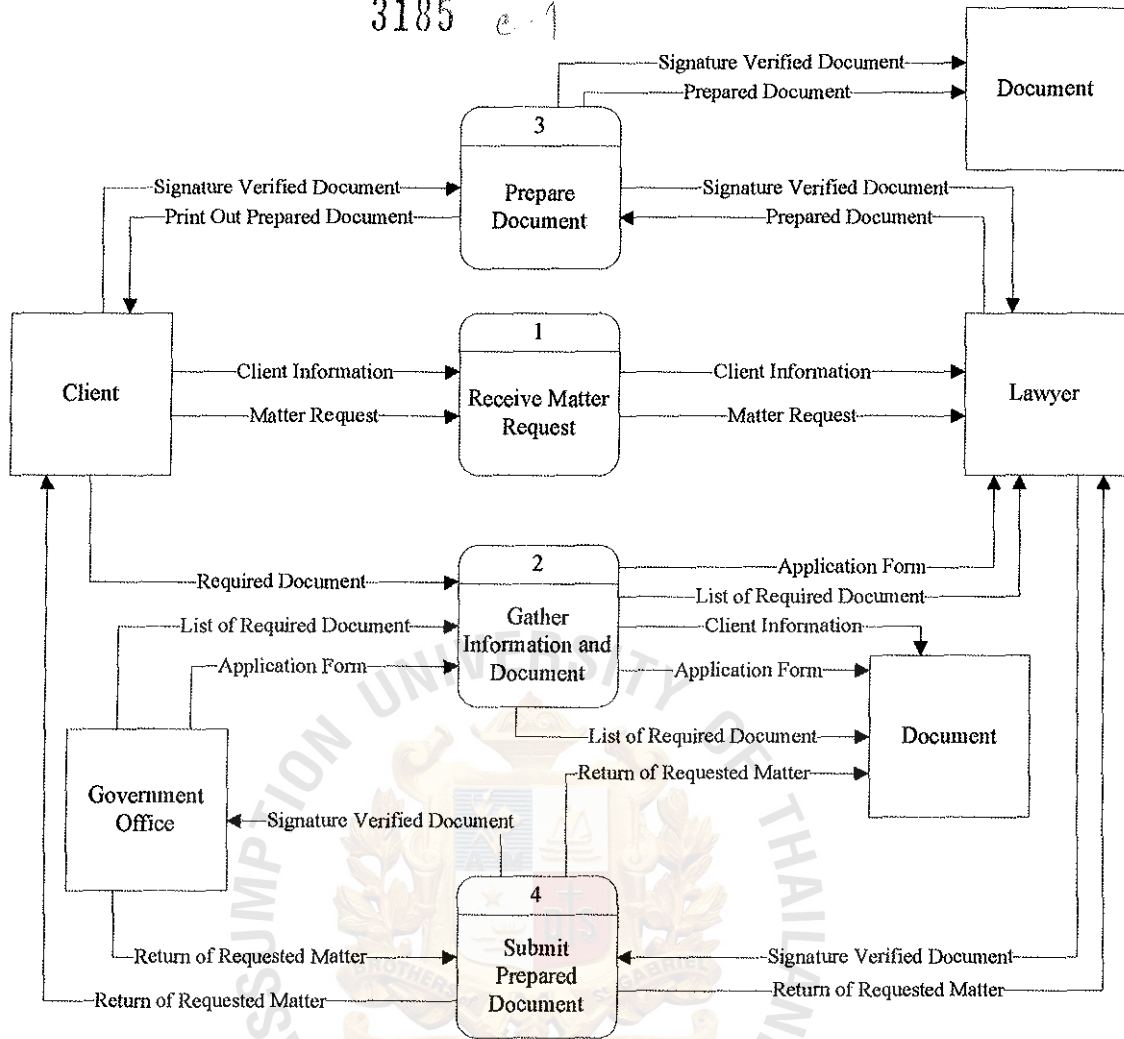 3185 c.1
Signature Verified Document
Prepared Document
Document
3
Prepare
Document
Signature Verified Document
Print Out Prepared Document
Signature Verified Document
Prepared Document
Client
Client Information
Matter Request
1
Receive Matter
Request
Client Information
Matter Request
Lawyer
Required Document
List of Required Document
Application Form
2
Gather
Information and
Document
Application Form
List of Required Document
Client Information
Application Form
List of Required Document
Return of Requested Matter
Document
Government
Office
Signature Verified Document
Return of Requested Matter
Return of Requested Matter
4
Submit
Prepared
Document
Signature Verified Document
Return of Requested Matter